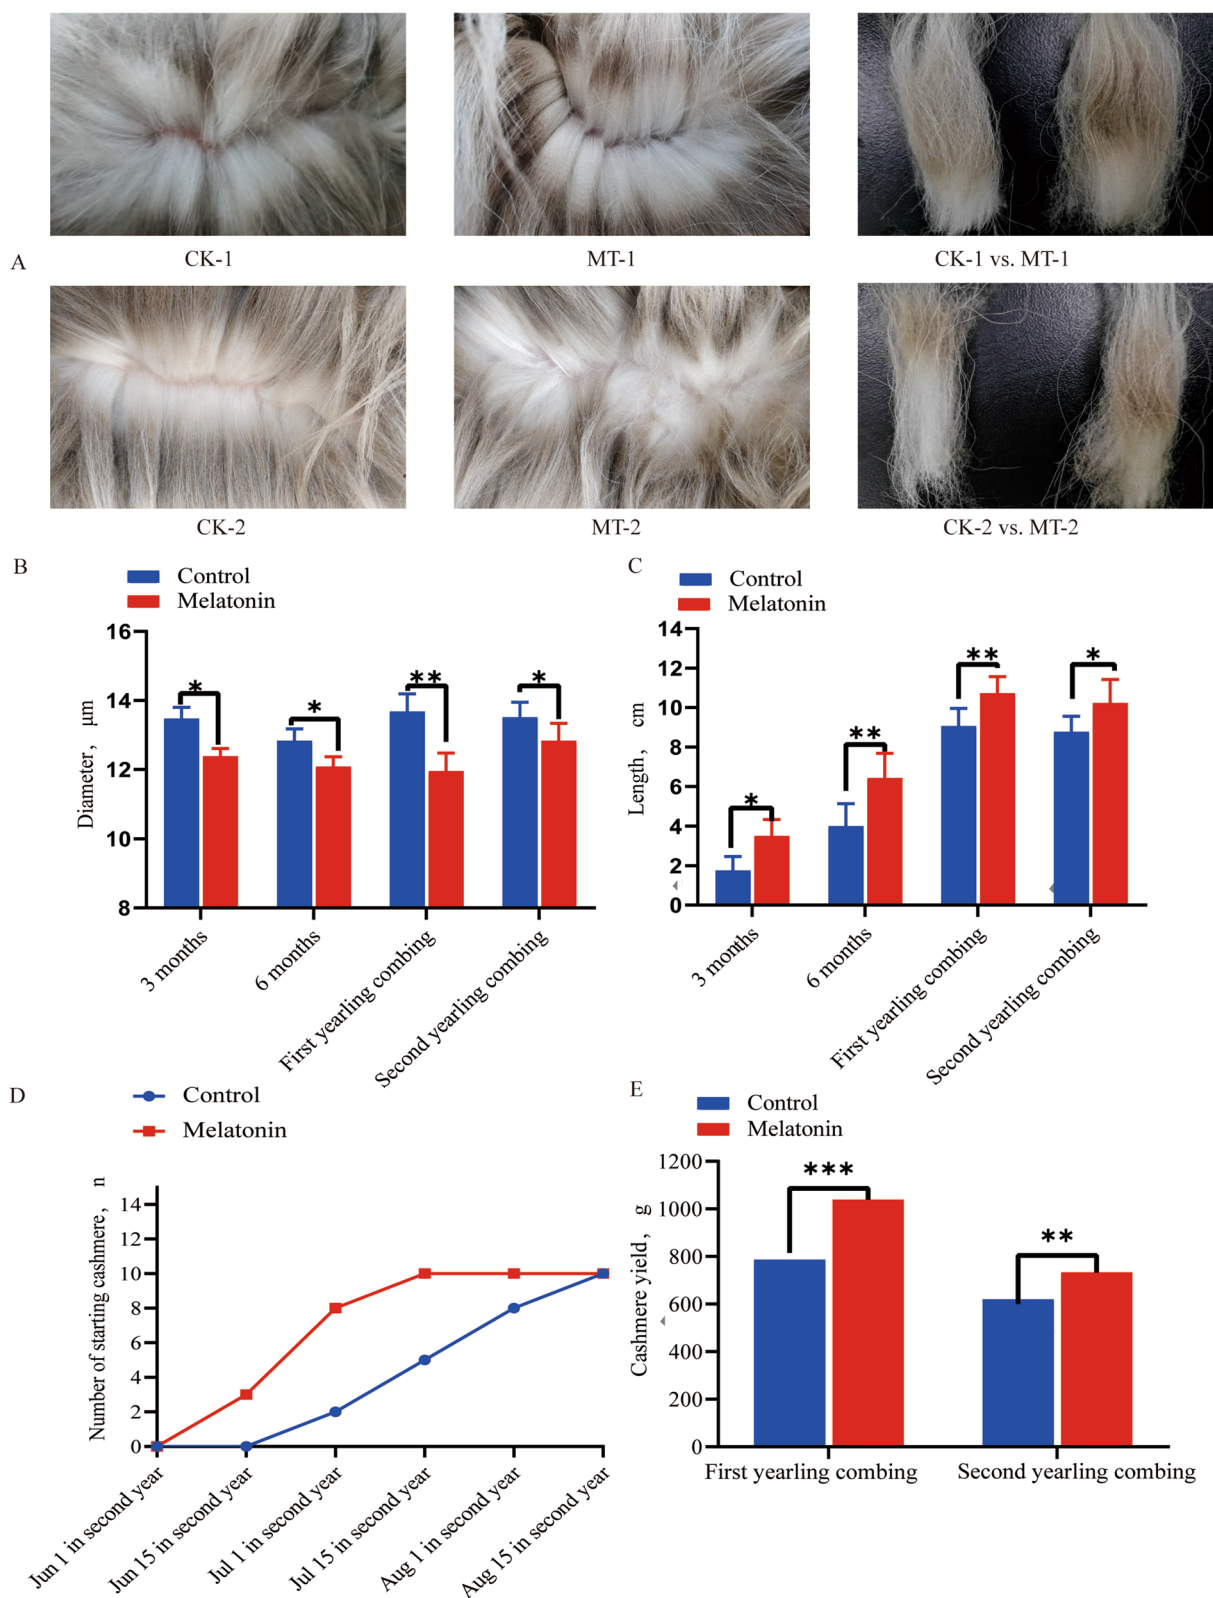 CK-1
MT-1
CK-1 vs. MT-1
A
CK-2
MT-2
CK-2 vs. MT-2
B
Control
Melatonin
Diameter, μm
16
14
12
10
8
*
*
**
*
3 months
6 months
First yearling combing
Second yearling combing
C
Control
Melatonin
Length, cm
14
12
10
8
6
4
2
0
*
**
**
*
3 months
6 months
First yearling combing
Second yearling combing
D
Control
Melatonin
Number of starting cashmere, n
14
12
10
8
6
4
2
0
Jun 1 in second year
Jun 15 in second year
Jul 1 in second year
Jul 15 in second year
Aug 1 in second year
Aug 15 in second year
E
Control
Melatonin
Cashmere yield, g
1200
1000
800
600
400
200
0
***
**
First yearling combing
Second yearling combing